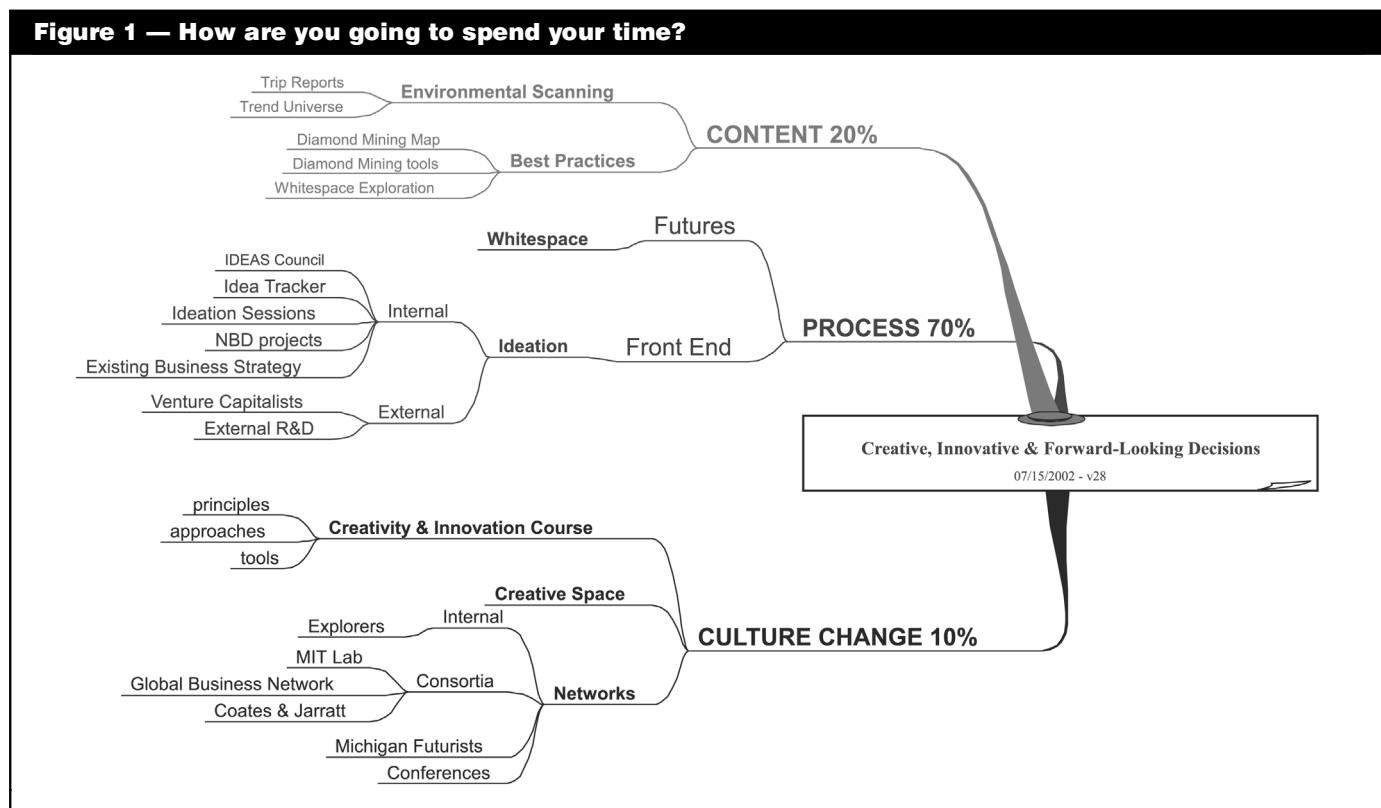 Figure 1 — How are you going to spend your time?
Trip Reports
Trend Universe
Environmental Scanning
Diamond Mining Map
Diamond Mining tools
Whitespace Exploration
Best Practices
CONTENT 20%
Whitespace
Futures
IDEAS Council
Idea Tracker
Ideation Sessions
NBD projects
Existing Business Strategy
Internal
Venture Capitalists
External R&D
External
Ideation
Front End
PROCESS 70%
Creative, Innovative & Forward-Looking Decisions
07/15/2002 - v28
principles
approaches
tools
Creativity & Innovation Course
Creative Space
Explorers
Internal
MIT Lab
Global Business Network
Coates & Jarratt
Consortia
Michigan Futurists
Conferences
Networks
CULTURE CHANGE 10%